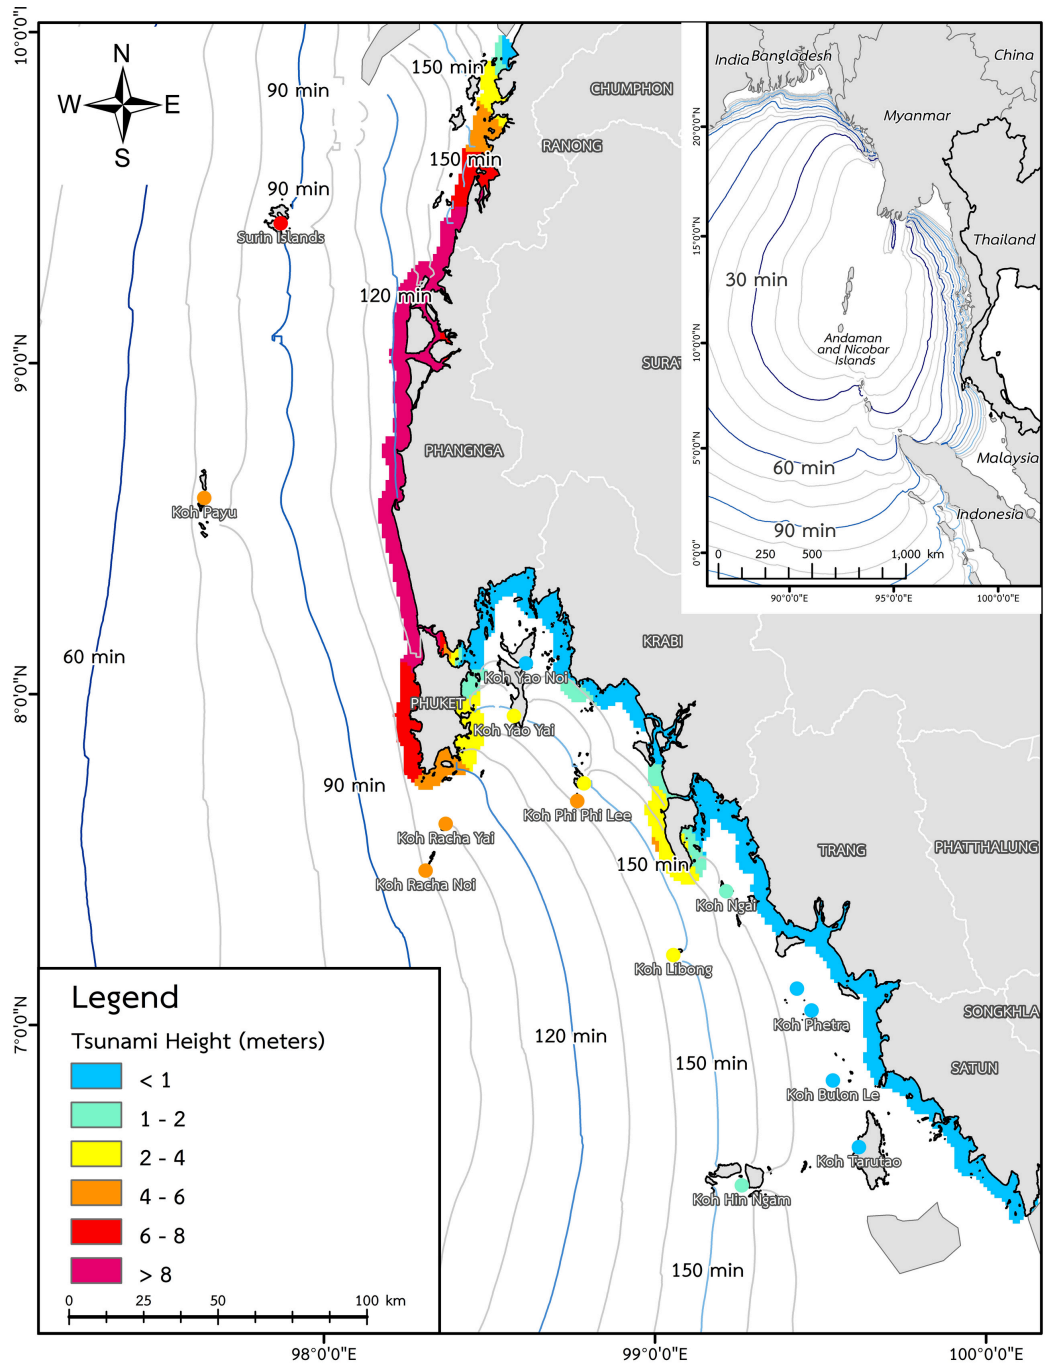 10°0'0"N
9°0'0"N
8°0'0"N
7°0'0"N
N
W
E
S
150 min
90 min
CHUMPHON
RANONG
150 min
90 min
Surin Islands
120 min
SURAT
PHANGNGA
Koh Payu
60 min
KRABI
Koh Yao Noi
PHUKET
Koh Yao Yai
90 min
Koh Phi Phi Lee
Koh Racha Yai
TRANG
PHATTHALUNG
150 min
Koh Racha Noi
Koh Ngai
Koh Libong
SONGKHLA
Koh Phetra
120 min
150 min
SATUN
Koh Bulon Le
Koh Tarutao
Koh Hin Ngam
150 min
India
Bangladesh
China
Myanmar
Thailand
30 min
Andaman
and Nicobar
Islands
Malaysia
60 min
Indonesia
90 min
0 250 500 1,000 km
20°0'0"N
15°0'0"N
10°0'0"N
5°0'0"N
0°0'0"
90°0'0"E
95°0'0"E
100°0'0"E
Legend
Tsunami Height (meters)
< 1
1 - 2
2 - 4
4 - 6
6 - 8
> 8
0 25 50 100 km
98°0'0"E
99°0'0"E
100°0'0"E